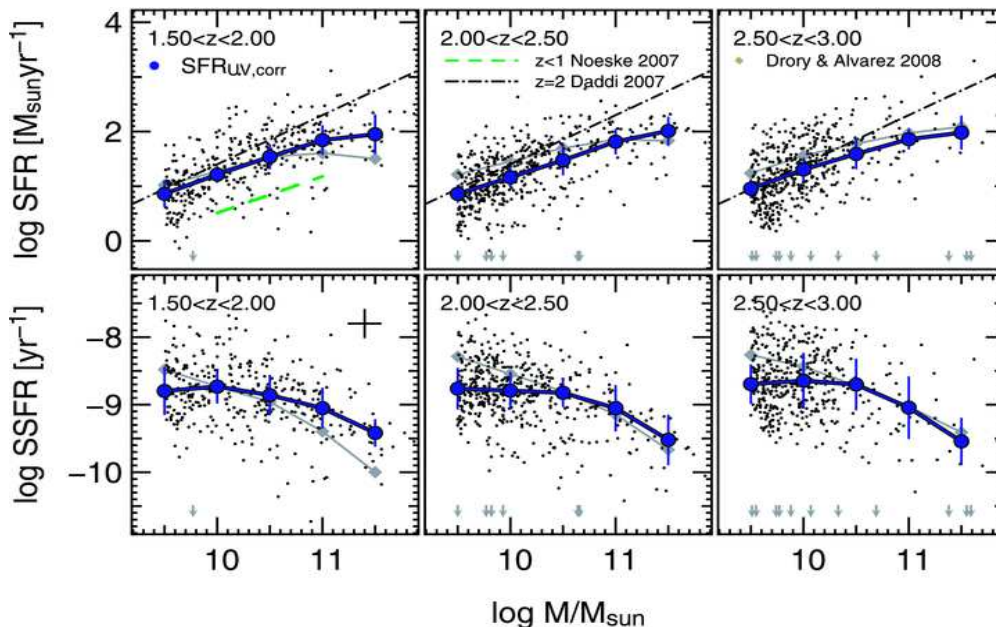 4
2
0
log SFR [Msunyr−1]
1.50<z<2.00
SFRUV,corr
2.00<z<2.50
z<1 Noeske 2007
z=2 Daddi 2007
2.50<z<3.00
Drory & Alvarez 2008
−8
−9
−10
log SSFR [yr−1]
1.50<z<2.00
2.00<z<2.50
2.50<z<3.00
10 11 10 11 10 11
log M/Msun